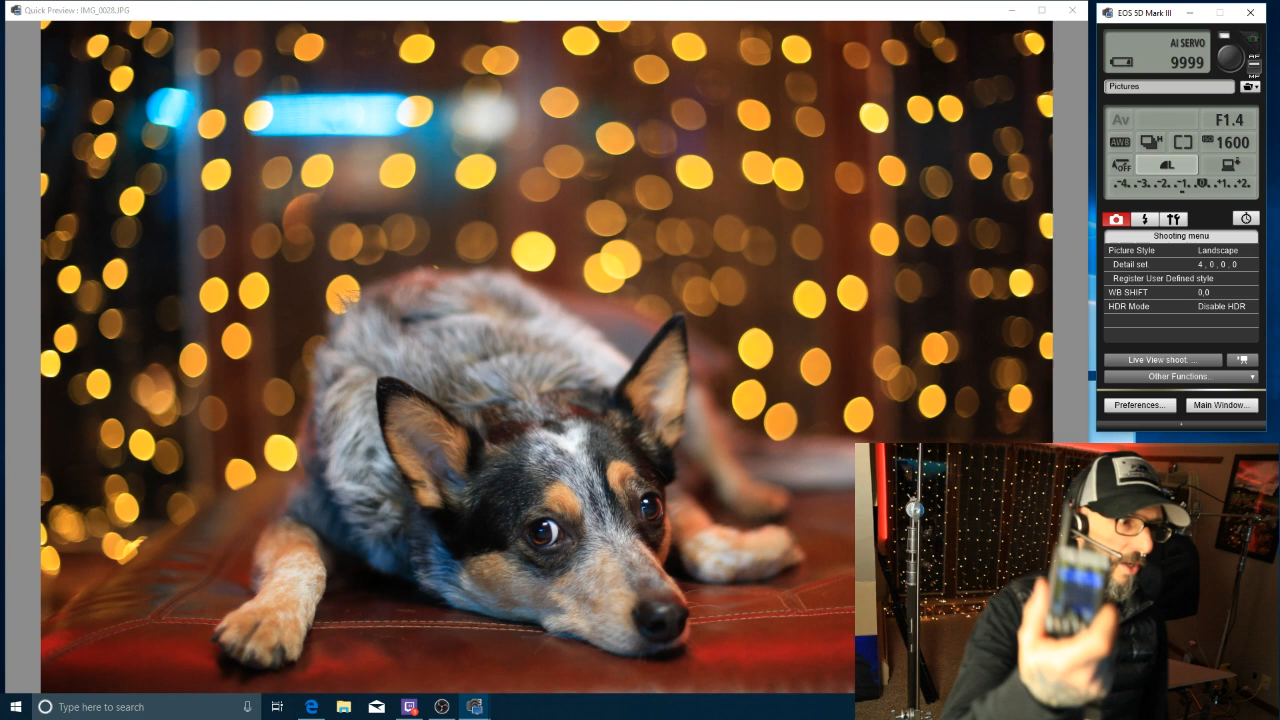 Quick Preview : IMG_0028.JPG
EOS 5D Mark III
AI SERVO
9999
AF
MF
Pictures
Av
F1.4
AWB
H
ISO 1600
OFF
L
-4..-3..-2..-1..0..+1..+2.
Shooting menu
Picture Style Landscape
Detail set. 4 , 0 , 0 , 0
Register User Defined style
WB SHIFT 0,0
HDR Mode Disable HDR
Live View shoot. ...
Other Functions...
Preferences...
Main Window...
Type here to search